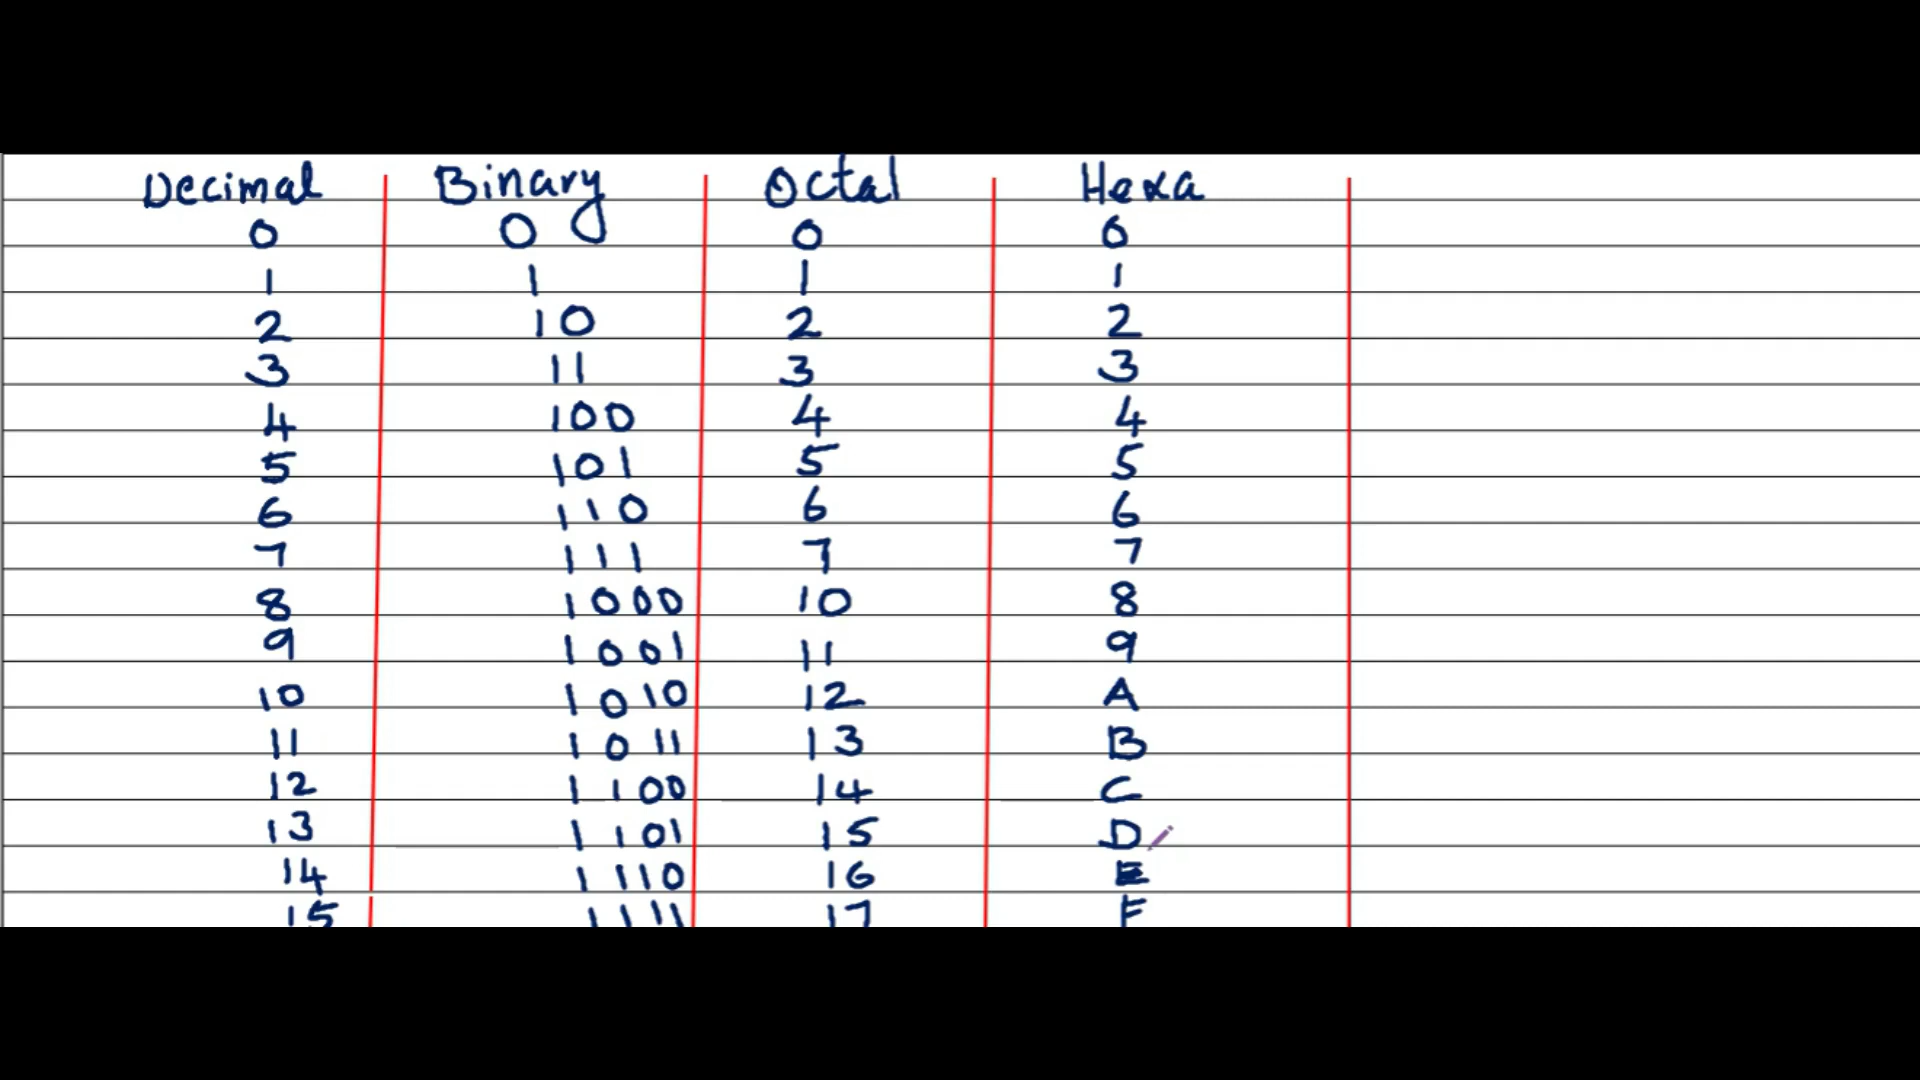 Decimal Binary Octal Hexa
0 0 0 0
1 1 1 1
2 10 2 2
3 11 3 3
4 100 4 4
5 101 5 5
6 110 6 6
7 111 7 7
8 1000 10 8
9 1001 11 9
10 1010 12 A
11 1011 13 B
12 1100 14 C
13 1101 15 D
14 1110 16 E
15 1111 17 F